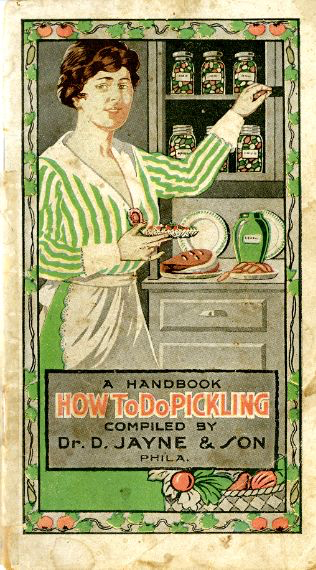 A HANDBOOK
HOW To Do PICKLING
COMPILED BY
Dr. D. JAYNE & SON
PHILA.